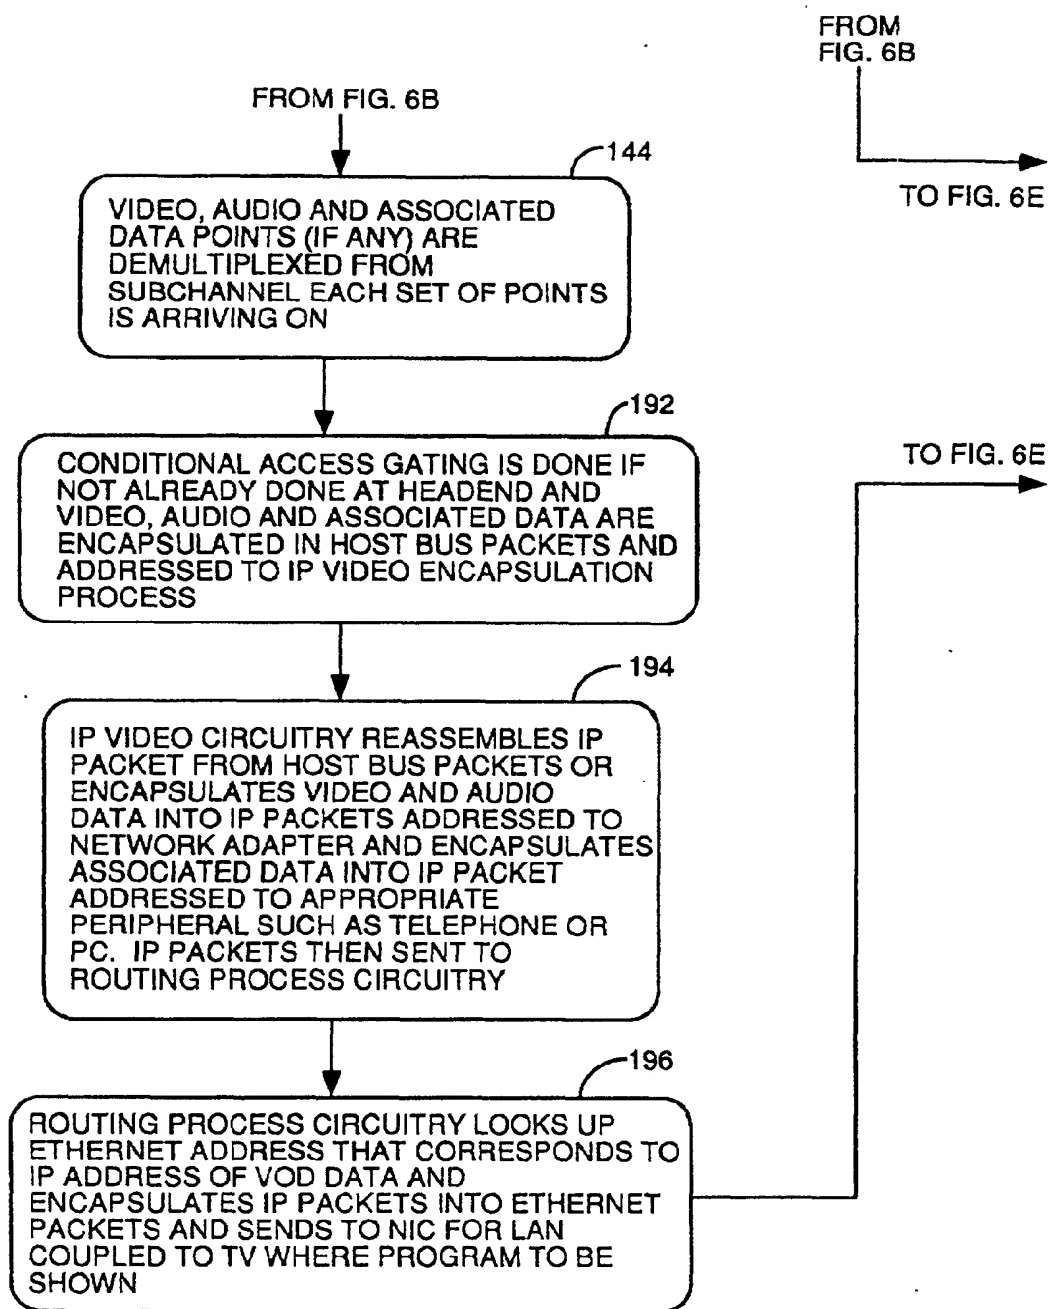 FROM
FIG. 6B
FROM FIG. 6B
144
TO FIG. 6E
VIDEO, AUDIO AND ASSOCIATED
DATA POINTS (IF ANY) ARE
DEMULTIPLEXED FROM
SUBCHANNEL EACH SET OF POINTS
IS ARRIVING ON
192
TO FIG. 6E
CONDITIONAL ACCESS GATING IS DONE IF
NOT ALREADY DONE AT HEADEND AND
VIDEO, AUDIO AND ASSOCIATED DATA ARE
ENCAPSULATED IN HOST BUS PACKETS AND
ADDRESSED TO IP VIDEO ENCAPSULATION
PROCESS
194
IP VIDEO CIRCUITRY REASSEMBLES IP
PACKET FROM HOST BUS PACKETS OR
ENCAPSULATES VIDEO AND AUDIO
DATA INTO IP PACKETS ADDRESSED TO
NETWORK ADAPTER AND ENCAPSULATES
ASSOCIATED DATA INTO IP PACKET
ADDRESSED TO APPROPRIATE
PERIPHERAL SUCH AS TELEPHONE OR
PC. IP PACKETS THEN SENT TO
ROUTING PROCESS CIRCUITRY
196
ROUTING PROCESS CIRCUITRY LOOKS UP
ETHERNET ADDRESS THAT CORRESPONDS TO
IP ADDRESS OF VOD DATA AND
ENCAPSULATES IP PACKETS INTO ETHERNET
PACKETS AND SENDS TO NIC FOR LAN
COUPLED TO TV WHERE PROGRAM TO BE
SHOWN